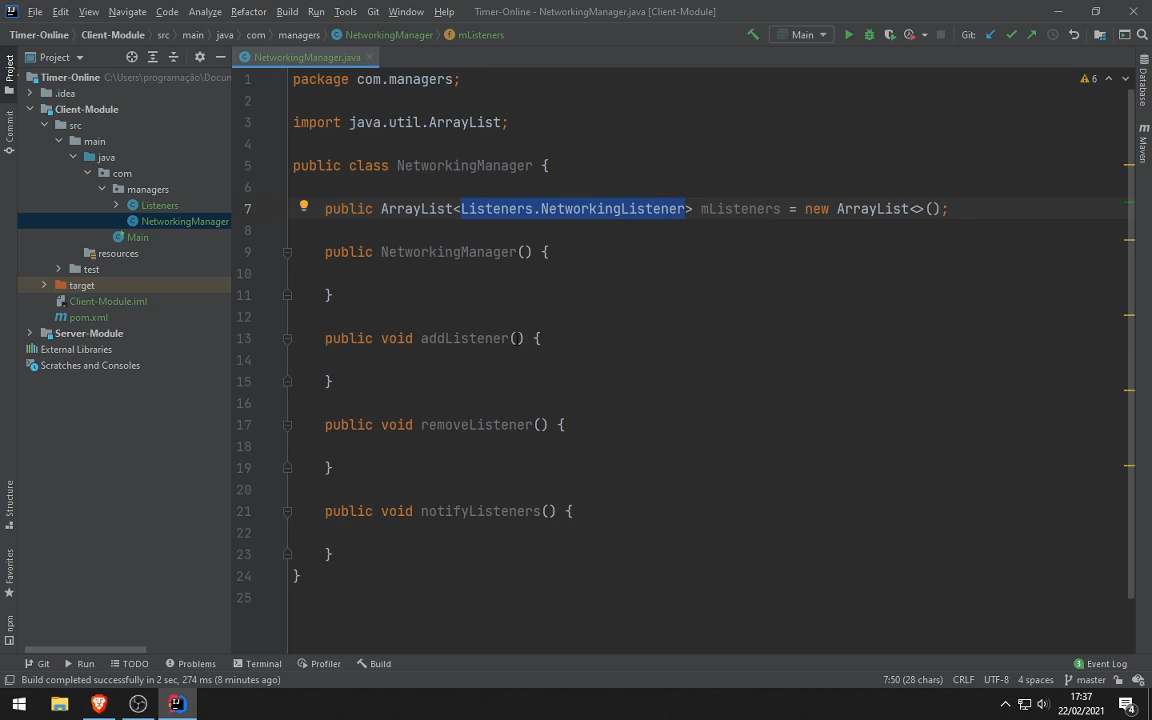 File Edit View Navigate Code Analyze Refactor Build Run Tools Git Window Help Timer-Online - NetworkingManager.java [Client-Module]
Timer-Online Client-Module src main java com managers NetworkingManager mListeners Main Git:
Project
NetworkingManager.java
Timer-Online C:\Users\programação\Docun
.idea
Client-Module
src
main
java
com
managers
Listeners
NetworkingManager
Main
resources
test
target
Client-Module.iml
pom.xml
Server-Module
External Libraries
Scratches and Consoles
1 package com.managers;
2
3 import java.util.ArrayList;
4
5 public class NetworkingManager {
6
7 public ArrayList<Listeners.NetworkingListener> mListeners = new ArrayList<>();
8
9 public NetworkingManager() {
10
11 }
12
13 public void addListener() {
14
15 }
16
17 public void removeListener() {
18
19 }
20
21 public void notifyListeners() {
22
23 }
24 }
25
6
Project
Commit
Structure
Favorites
npm
Database
Maven
Git Run TODO Problems Terminal Profiler Build 3 Event Log
Build completed successfully in 2 sec, 274 ms (8 minutes ago) 7:50 (28 chars) CRLF UTF-8 4 spaces master
17:37
22/02/2021
4